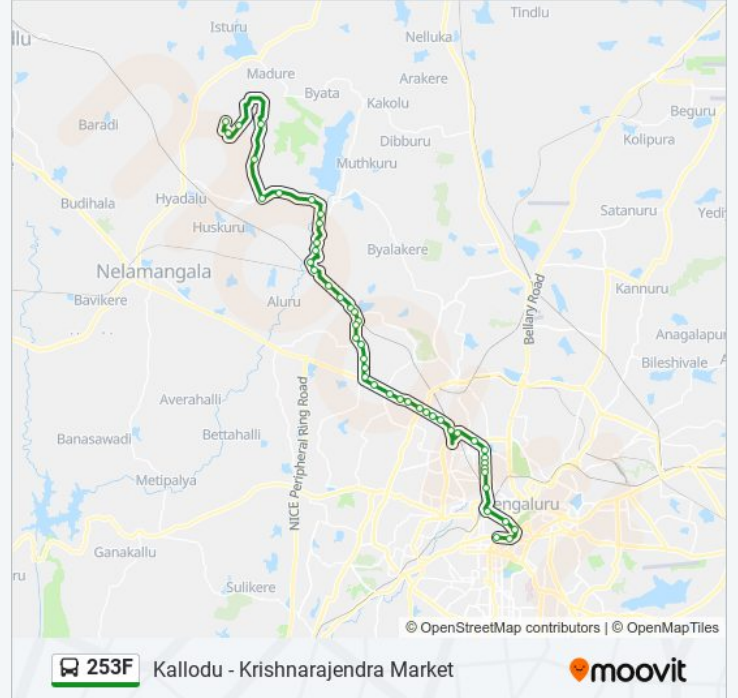 Tindlu
Isturu
Nelluka
llu
Madure
Arakere
Byata
Kakolu
Beguru
Baradi
Dibburu
Kolipura
Muthkuru
Budihala
Hyadalu
Satanuru
Yedi
Huskuru
Byalakere
Nelamangala
Kannuru
Bavikere
Aluru
Bellary Road
Anagalapur
Bileshivale
A
Averahalli
NICE Peripheral Ring Road
Banasawadi
Bettahalli
Metipalya
engaluru
Ganakallu
ru
Sulikere
© OpenStreetMap contributors | © OpenMapTiles
253F Kallodu - Krishnarajendra Market
moovit